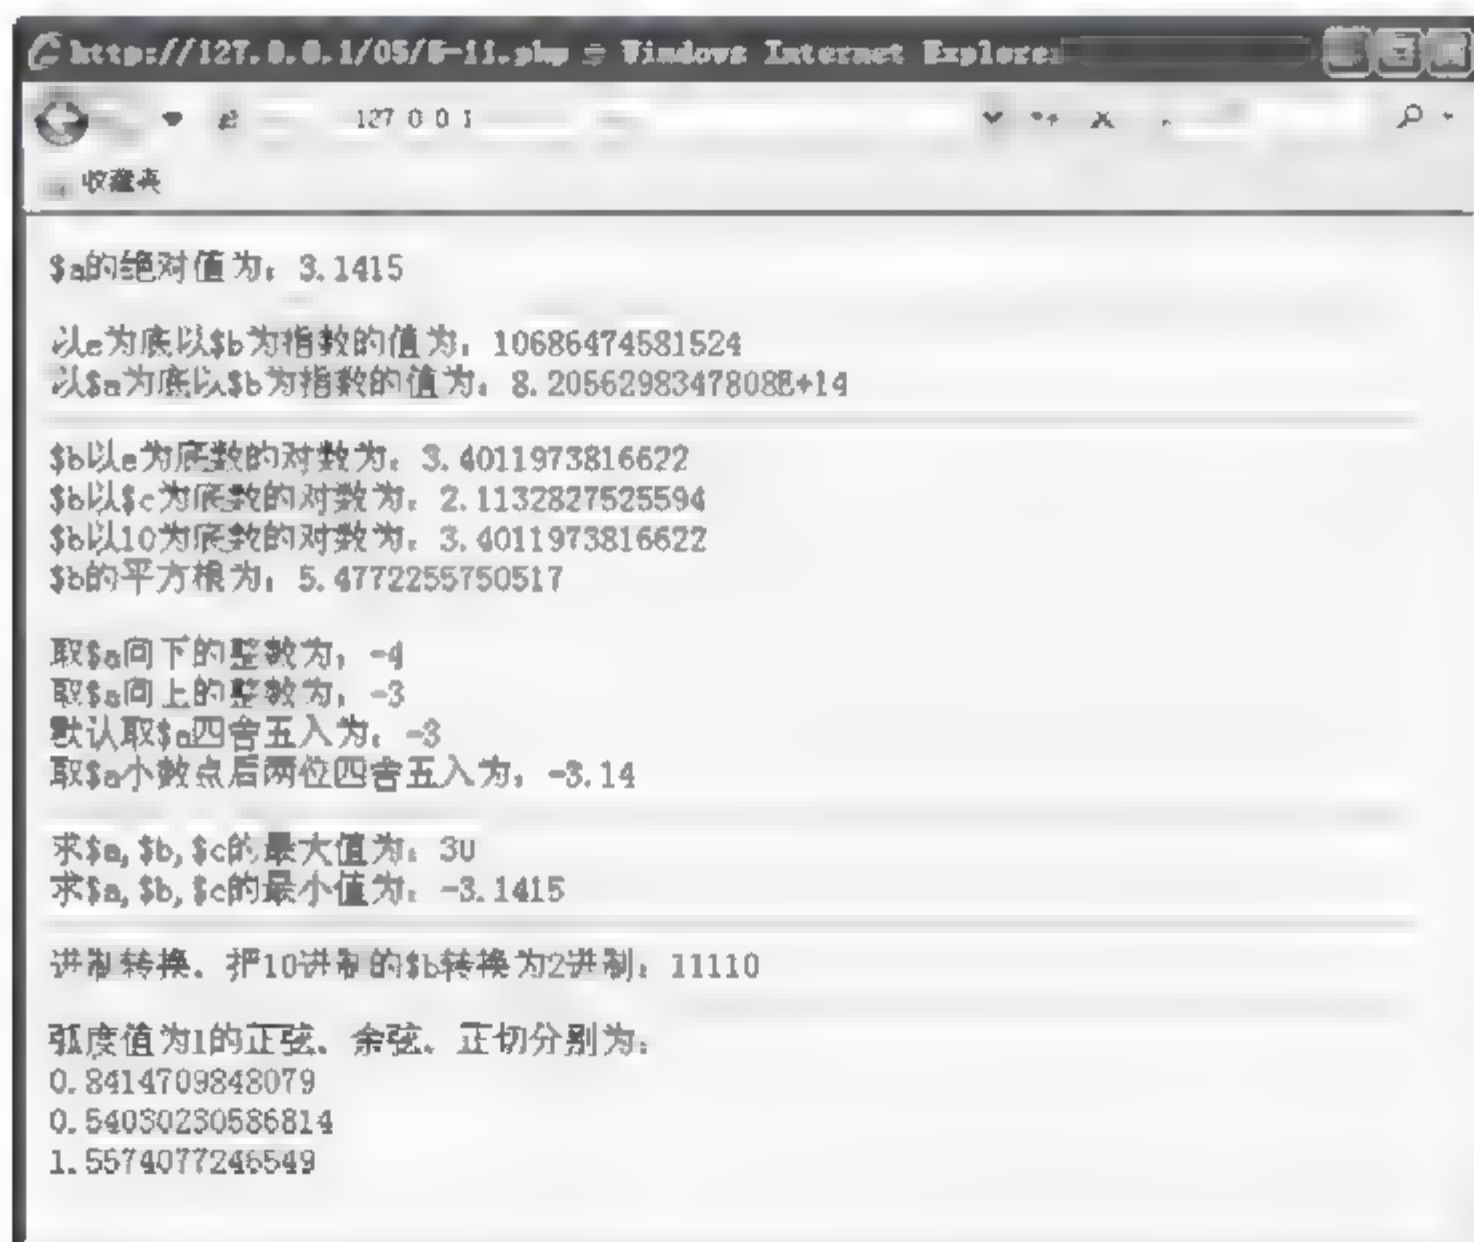 http://127.0.0.1/05/5-11.php - Windows Internet Explorer
127 0 0 1
收藏夹
$a的绝对值为：3.1415
以e为底以$b为指数的值为：10686474581524
以$a为底以$b为指数的值为：8.2056298347808E+14
$b以e为底数的对数为：3.4011973816622
$b以$c为底数的对数为：2.1132827525594
$b以10为底数的对数为：3.4011973816622
$b的平方根为：5.4772255750517
取$a向下的整数为：-4
取$a向上的整数为：-3
默认取$a四舍五入为：-3
取$a小数点后两位四舍五入为：-3.14
求$a,$b,$c的最大值为：30
求$a,$b,$c的最小值为：-3.1415
进制转换、把10进制的$b转换为2进制：11110
弧度值为1的正弦、余弦、正切分别为：
0.8414709848079
0.54030230586814
1.5574077246549